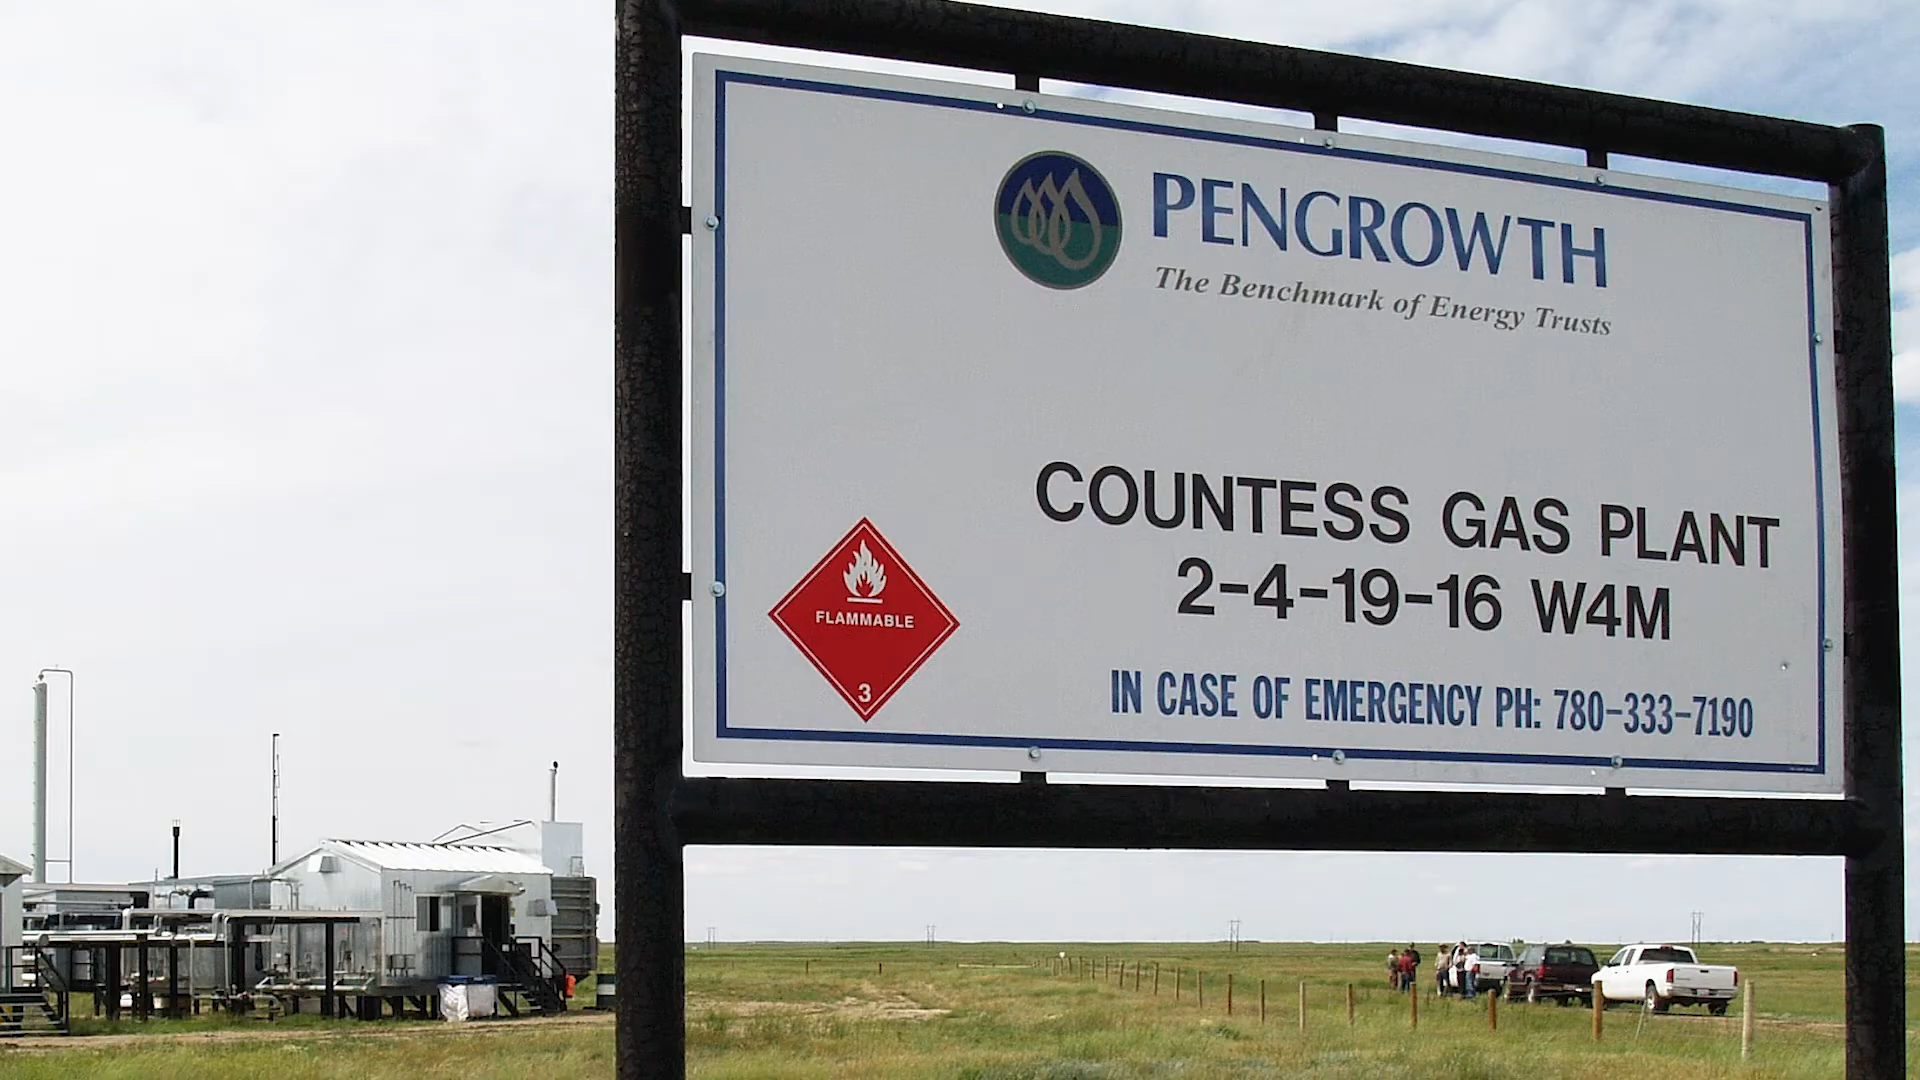 PENGROWTH
The Benchmark of Energy Trusts
COUNTESS GAS PLANT
2-4-19-16 W4M
FLAMMABLE
3
IN CASE OF EMERGENCY PH: 780-333-7190